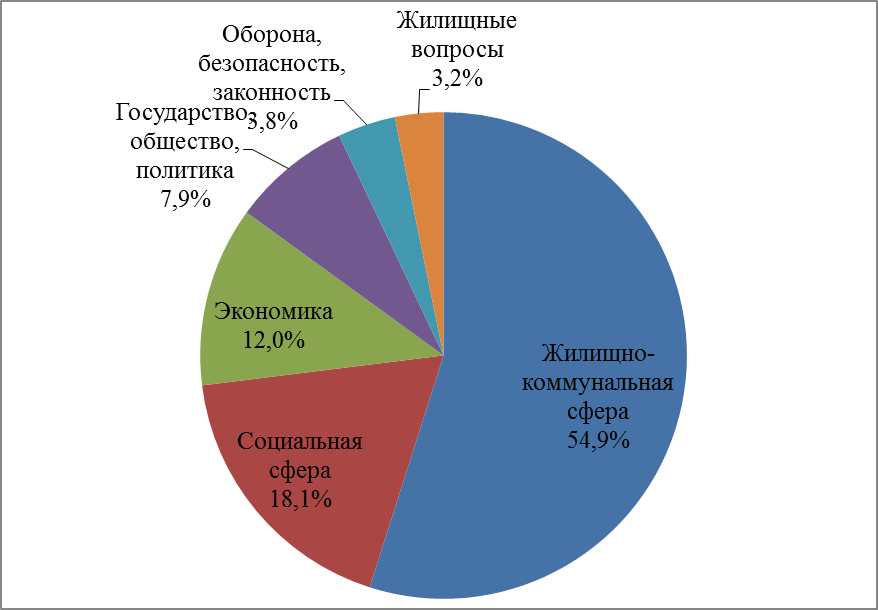 Жилищные
вопросы
3,2%
Оборона,
безопасность,
законность
3,8%
Государство,
общество,
политика
7,9%
Экономика
12,0%
Социальная
сфера
18,1%
Жилищно-
коммунальная
сфера
54,9%